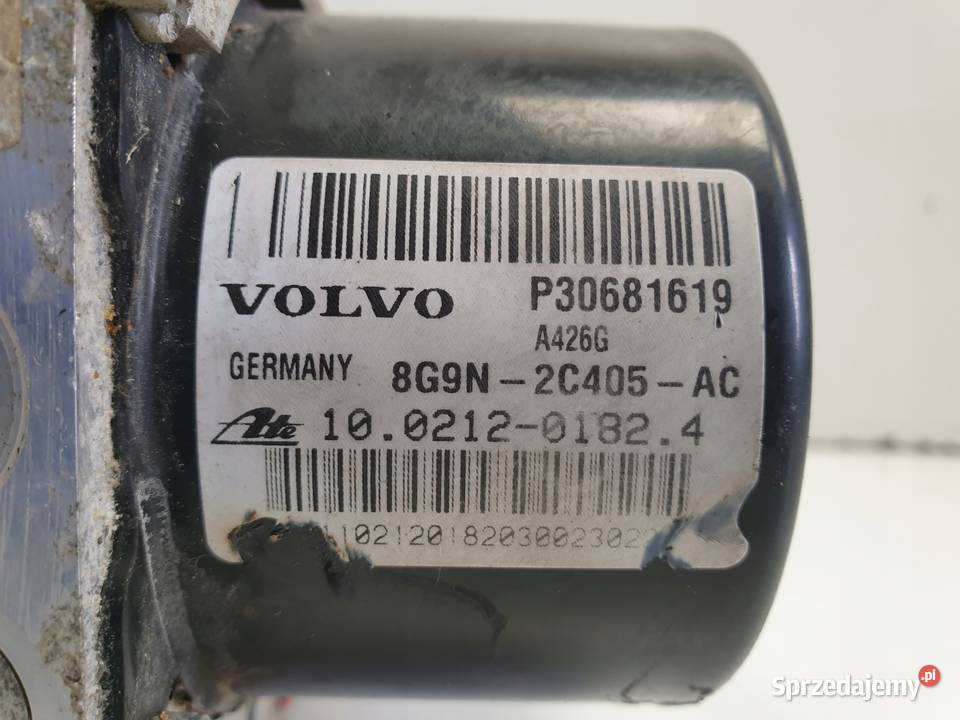 VOLVO P30681619
A426G
GERMANY 8G9N-2C405-AC
Ate 10.0212-0182.4
Sprzedajemy.pl